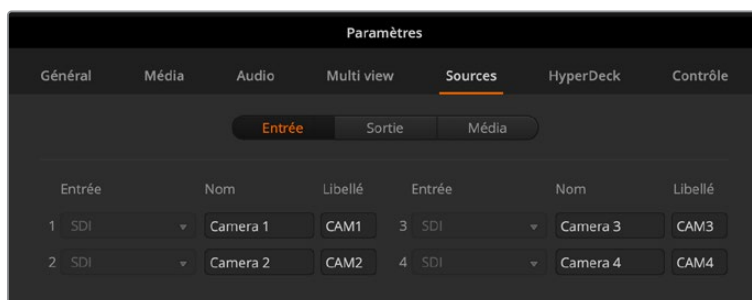 Paramètres
Général Média Audio Multi view Sources HyperDeck Contrôle
Entrée Sortie Média
Entrée Nom Libellé Entrée Nom Libellé
1 SDI Camera 1 CAM1 3 SDI Camera 3 CAM3
2 SDI Camera 2 CAM2 4 SDI Camera 4 CAM4